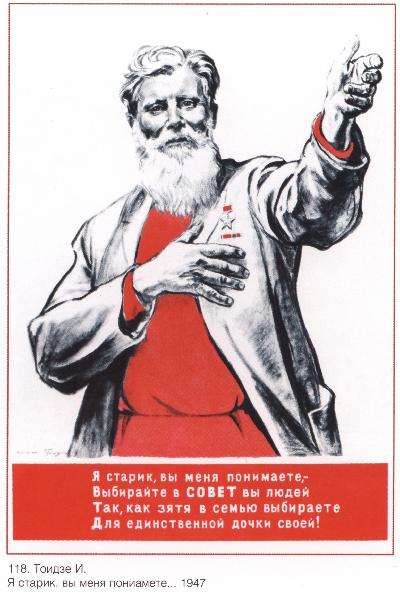 Я старик, вы меня понимаете,-
Выбирайте в СОВЕТ вы людей
Так, как зятя в семью выбираете
Для единственной дочки своей!
118. Тоидзе И.
Я старик. вы меня пониамете... 1947